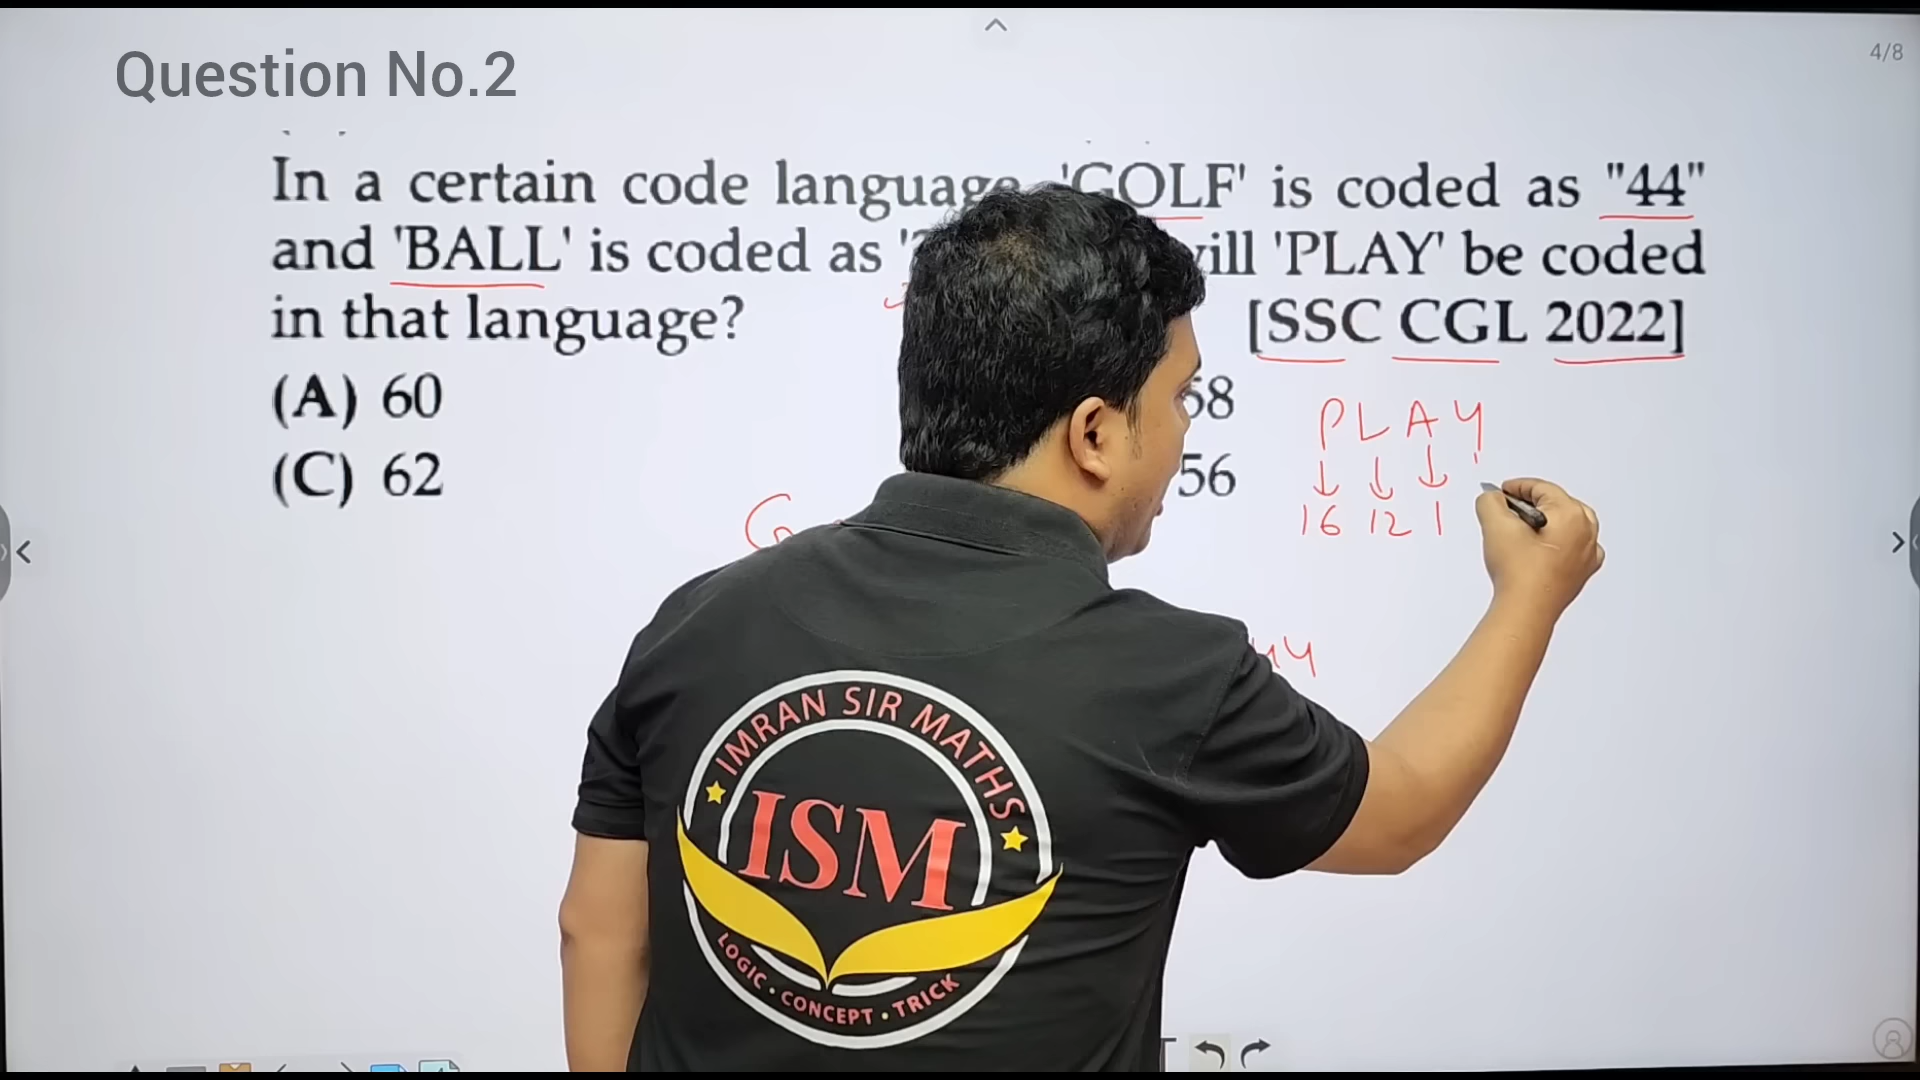 4/8
Question No.2
In a certain code language 'GOLF' is coded as "44"
and 'BALL' is coded as will 'PLAY' be coded
in that language? [SSC CGL 2022]
(A) 60 58
(C) 62 56
P L A Y
16 12 1
G
44
IMRAN SIR MATHS
ISM
LOGIC • CONCEPT • TRICK